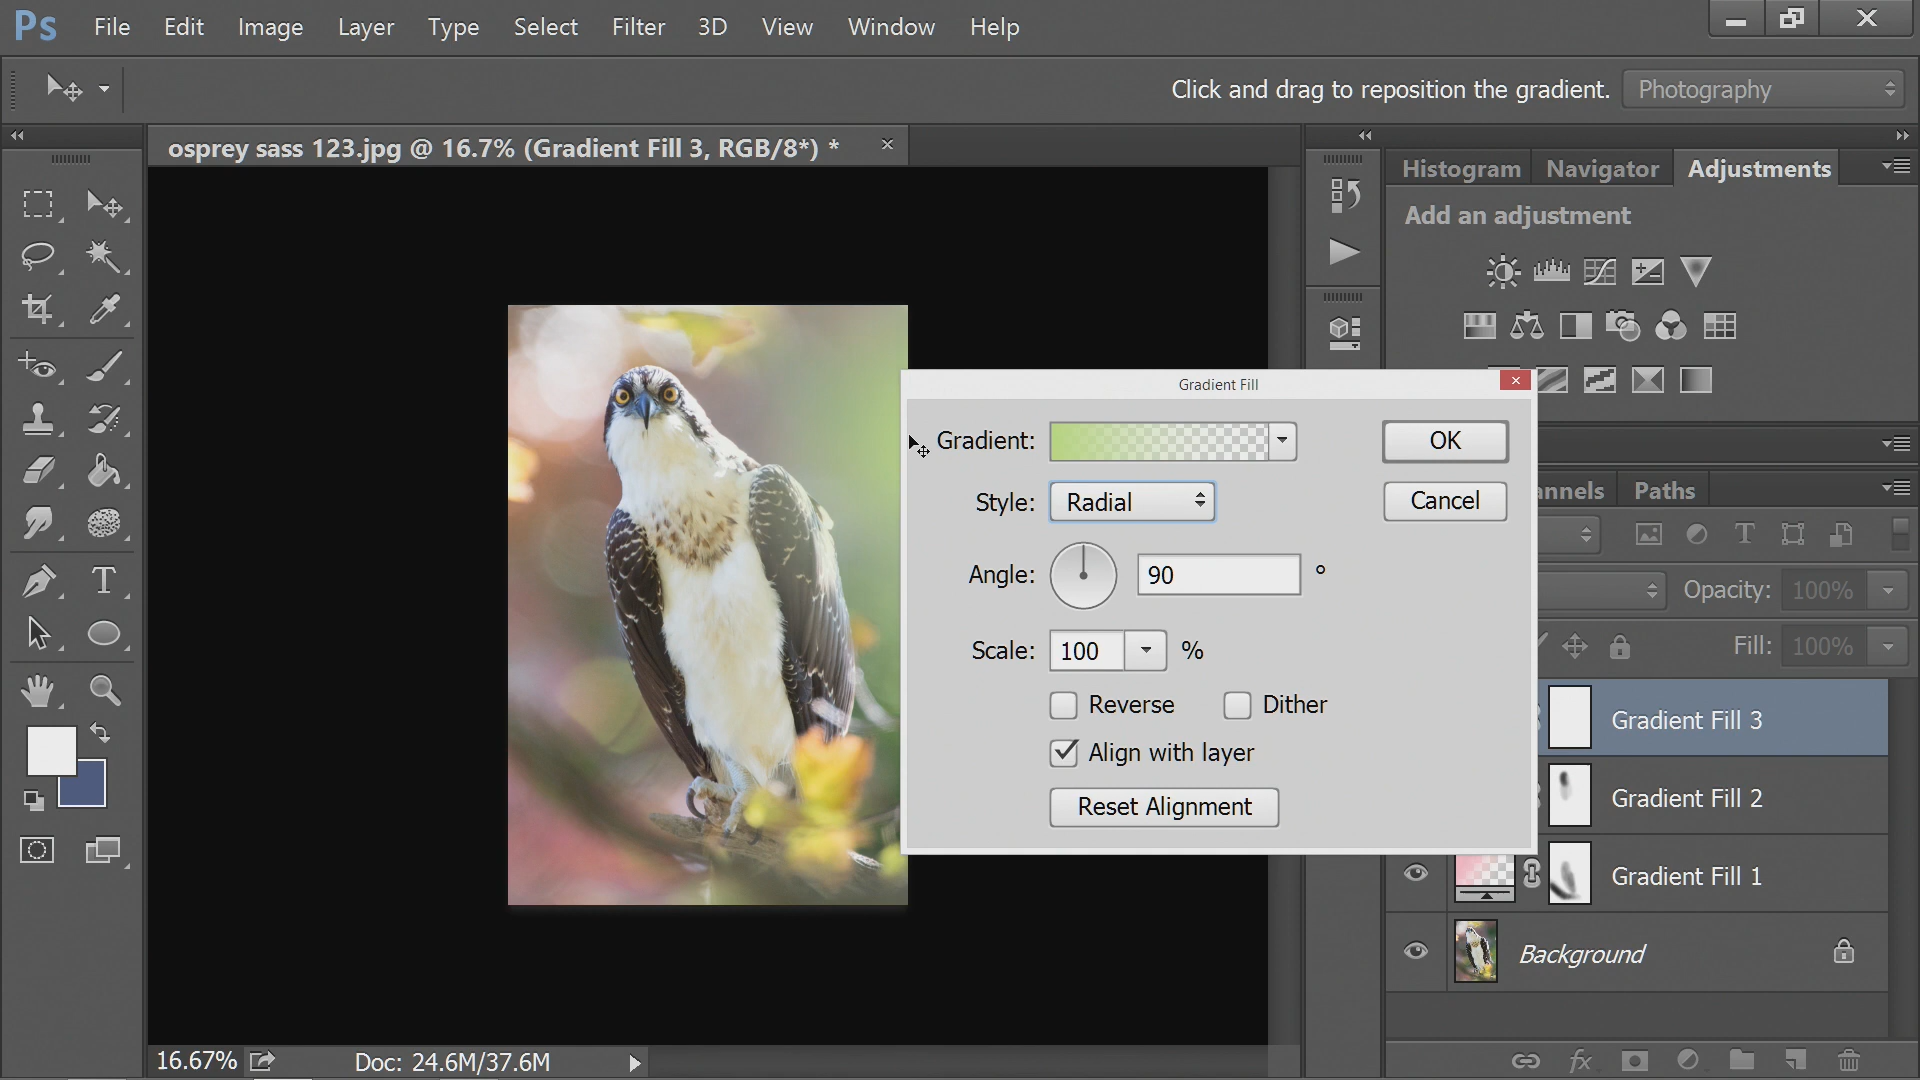 Ps File Edit Image Layer Type Select Filter 3D View Window Help
Click and drag to reposition the gradient. Photography
osprey sass 123.jpg @ 16.7% (Gradient Fill 3, RGB/8*) *
Histogram Navigator Adjustments
Add an adjustment
Gradient Fill
Gradient: OK
Style: Radial Cancel
Angle: 90 °
Scale: 100 %
Reverse Dither
Align with layer
Reset Alignment
Paths
Opacity: 100%
Fill: 100%
Gradient Fill 3
Gradient Fill 2
Gradient Fill 1
Background
16.67% Doc: 24.6M/37.6M
fx